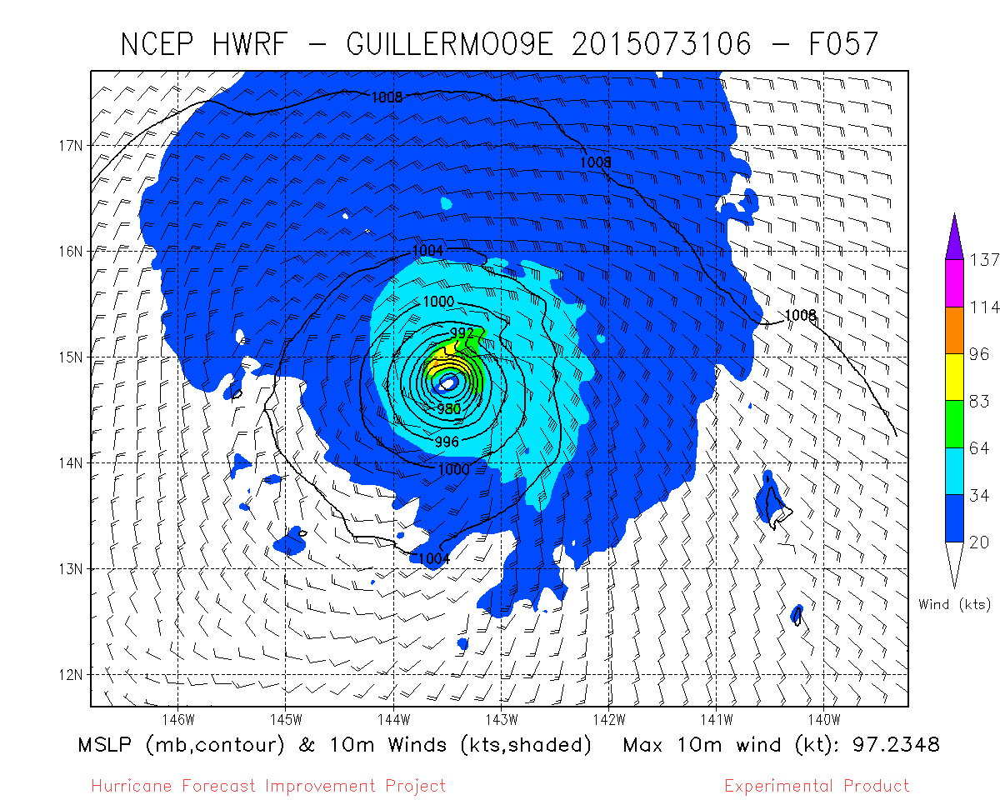 NCEP HWRF - GUILLERMO09E 2015073106 - F057
1008
17N
1008
16N
1004
137
1000
114
1008
992
96
15N
83
980
996
64
14N
1000
34
20
1004
13N
Wind (kts)
12N
146W 145W 144W 143W 142W 141W 140W
MSLP (mb,contour) & 10m Winds (kts,shaded) Max 10m wind (kt): 97.2348
Hurricane Forecast Improvement Project Experimental Product